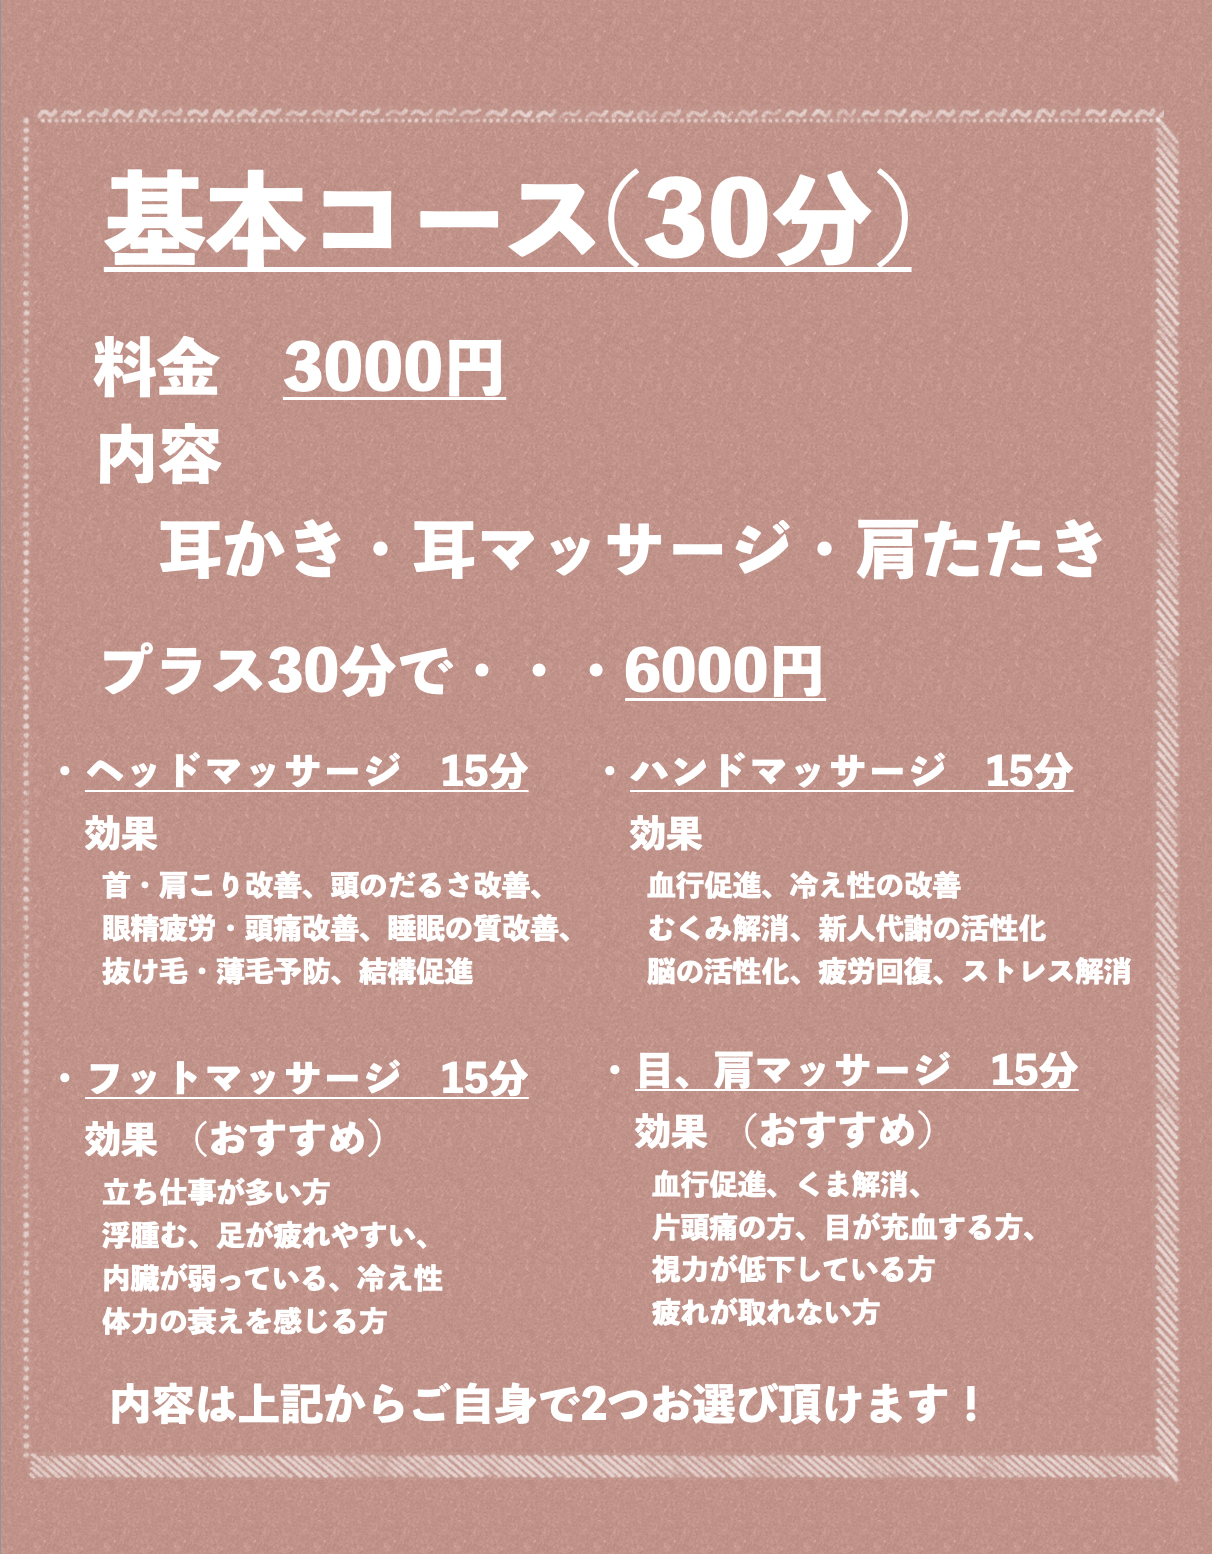 基本コース(30分)
料金　3000円
内容
耳かき・耳マッサージ・肩たたき
プラス30分で・・・6000円
・ヘッドマッサージ　15分
効果
首・肩こり改善、頭のだるさ改善、
眼精疲労・頭痛改善、睡眠の質改善、
抜け毛・薄毛予防、結構促進
・ハンドマッサージ　15分
効果
血行促進、冷え性の改善
むくみ解消、新人代謝の活性化
脳の活性化、疲労回復、ストレス解消
・フットマッサージ　15分
効果　（おすすめ）
立ち仕事が多い方
浮腫む、足が疲れやすい、
内臓が弱っている、冷え性
体力の衰えを感じる方
・目、肩マッサージ　15分
効果　（おすすめ）
血行促進、くま解消、
片頭痛の方、目が充血する方、
視力が低下している方
疲れが取れない方
内容は上記からご自身で2つお選び頂けます！